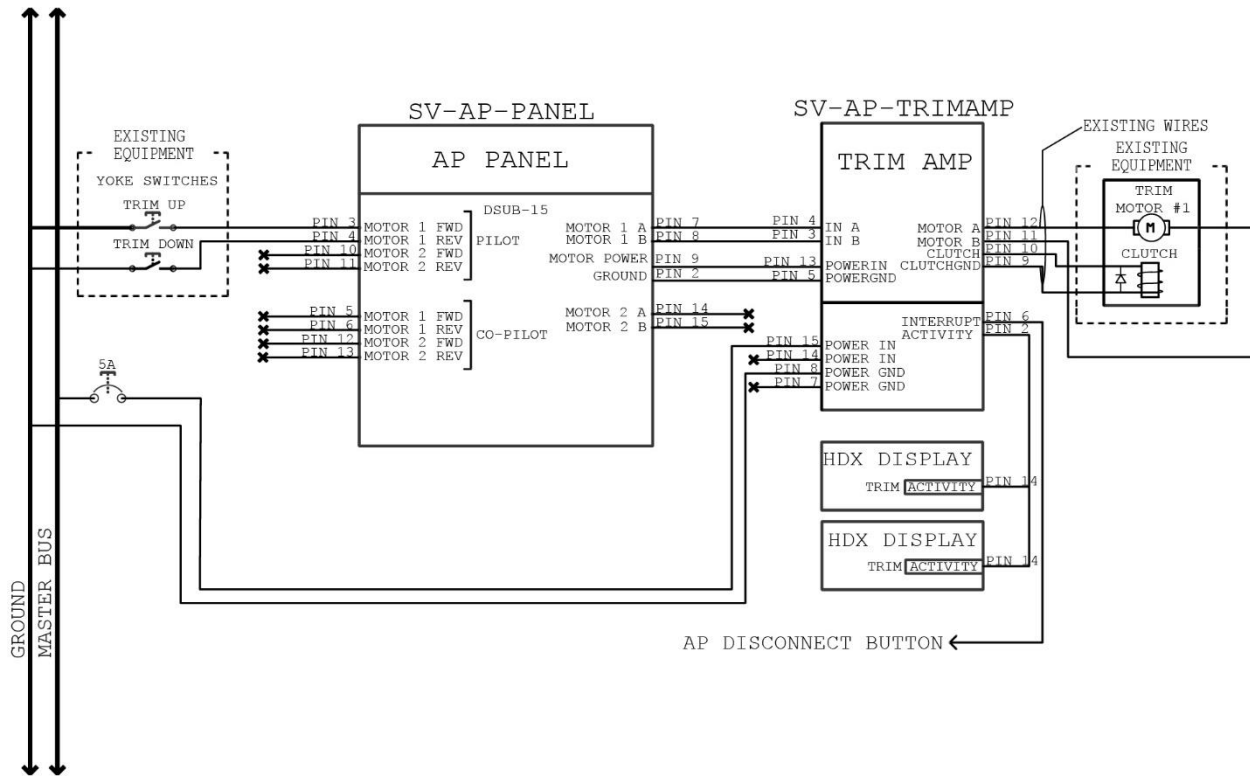 SV-AP-PANEL
SV-AP-TRIMAMP
EXISTING
EQUIPMENT
YOKE SWITCHES
TRIM UP
TRIM DOWN
5A
GROUND
MASTER BUS
AP PANEL
DSUB-15
PIN 3 MOTOR 1 FWD
PIN 4 MOTOR 1 REV
PIN 10 MOTOR 2 FWD
PIN 11 MOTOR 2 REV
PILOT
PIN 5 MOTOR 1 FWD
PIN 6 MOTOR 1 REV
PIN 12 MOTOR 2 FWD
PIN 13 MOTOR 2 REV
CO-PILOT
MOTOR 1 A PIN 7
MOTOR 1 B PIN 8
MOTOR POWER PIN 9
GROUND PIN 2
MOTOR 2 A PIN 14
MOTOR 2 B PIN 15
TRIM AMP
PIN 4 IN A
PIN 3 IN B
PIN 13 POWERIN
PIN 5 POWERGND
MOTOR A PIN 12
MOTOR B PIN 11
CLUTCH PIN 10
CLUTCHGND PIN 9
INTERRUPT PIN 6
ACTIVITY PIN 2
PIN 15 POWER IN
PIN 14 POWER IN
PIN 8 POWER GND
PIN 7 POWER GND
EXISTING WIRES
EXISTING
EQUIPMENT
TRIM
MOTOR #1
M
CLUTCH
HDX DISPLAY
TRIM ACTIVITY PIN 14
HDX DISPLAY
TRIM ACTIVITY PIN 14
AP DISCONNECT BUTTON